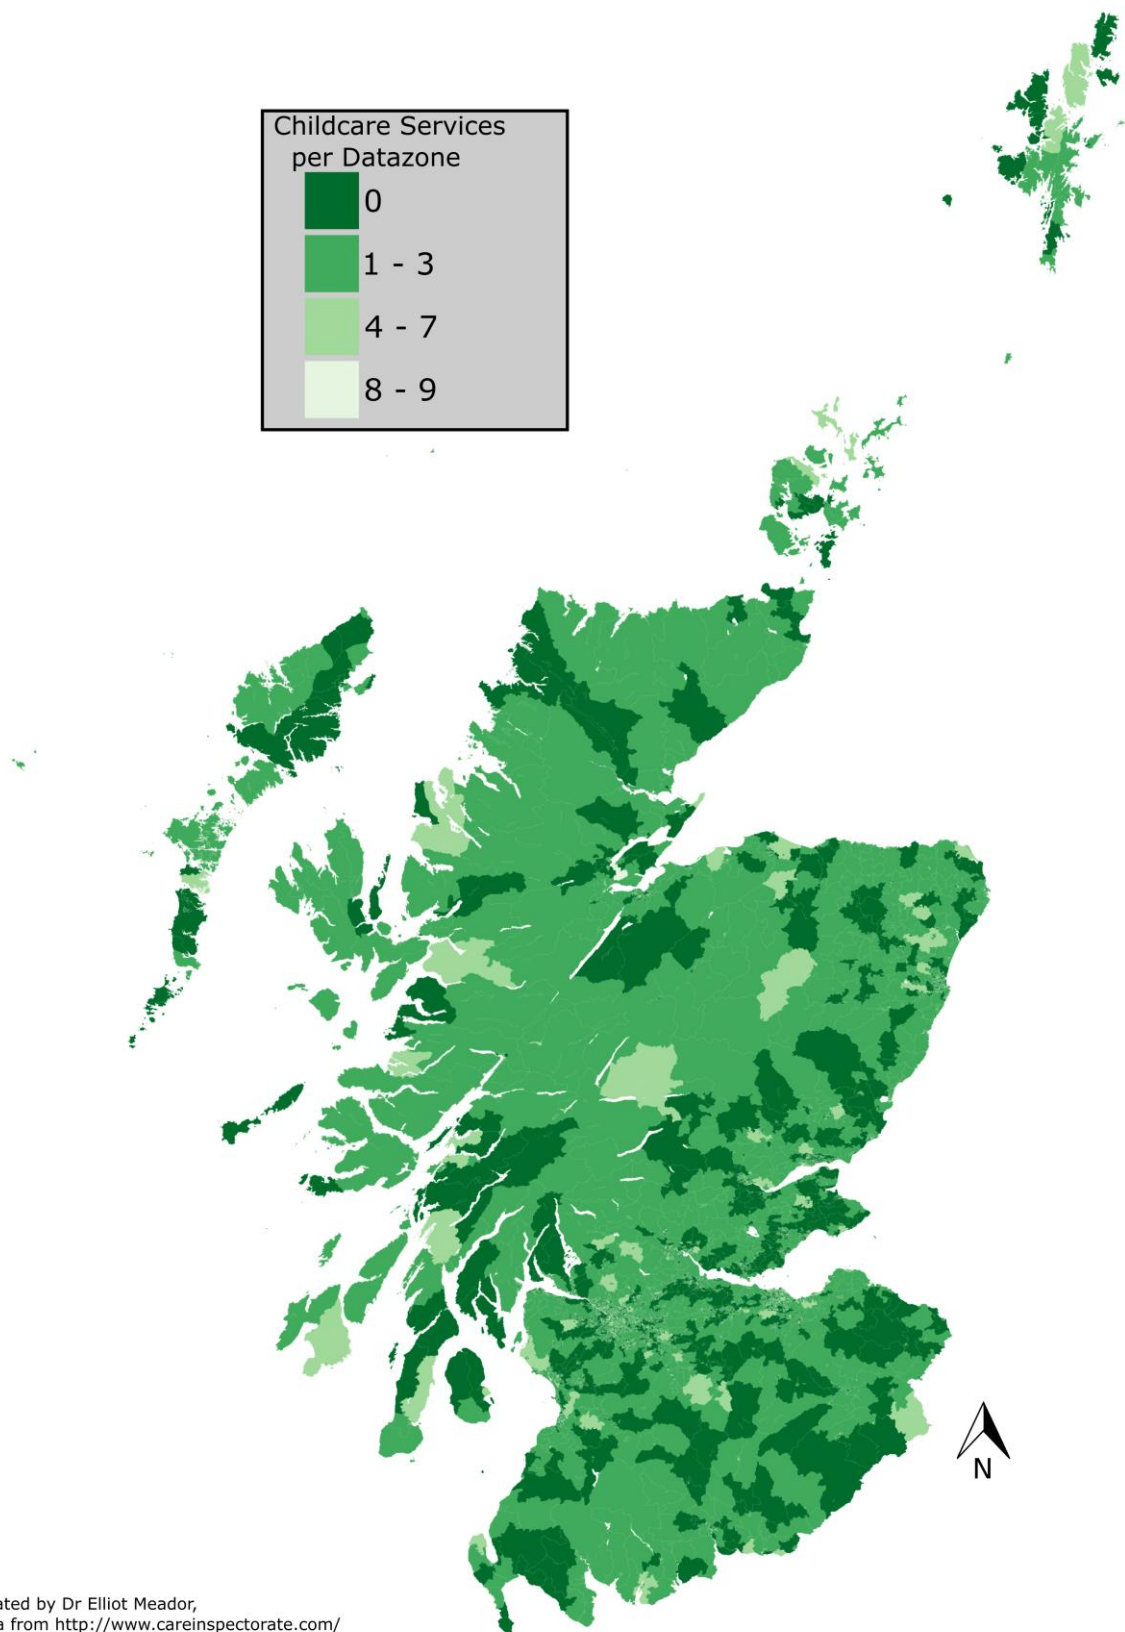 Childcare Services
per Datazone
0
1 - 3
4 - 7
8 - 9
N
ated by Dr Elliot Meador,
a from http://www.careinspectorate.com/